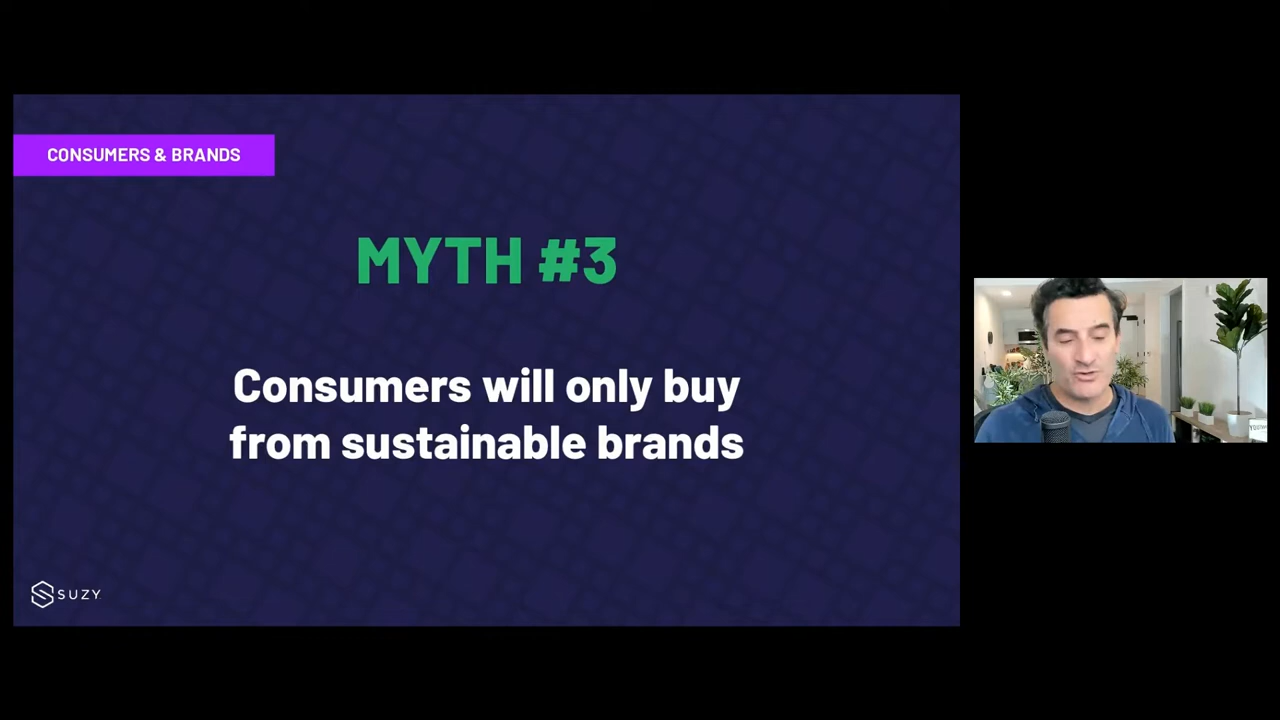 CONSUMERS & BRANDS
MYTH #3
Consumers will only buy
from sustainable brands
SUZY